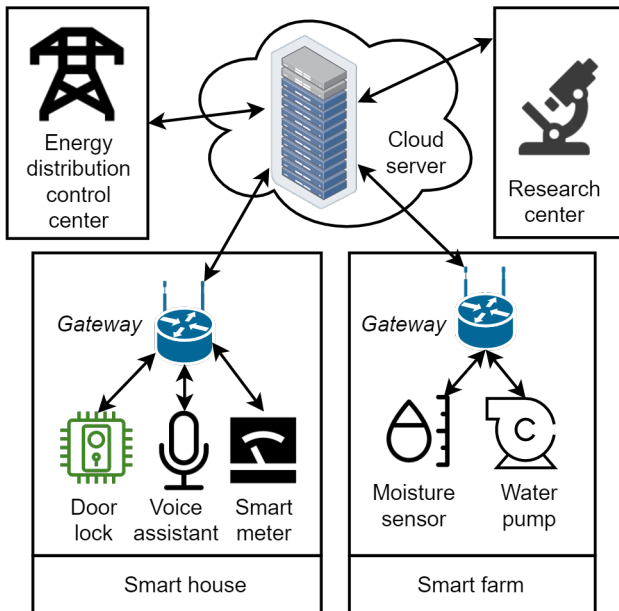 Energy
distribution
control
center
Cloud
server
Research
center
Gateway
Gateway
Door
lock
Voice
assistant
Smart
meter
Moisture
sensor
C
Water
pump
Smart house
Smart farm